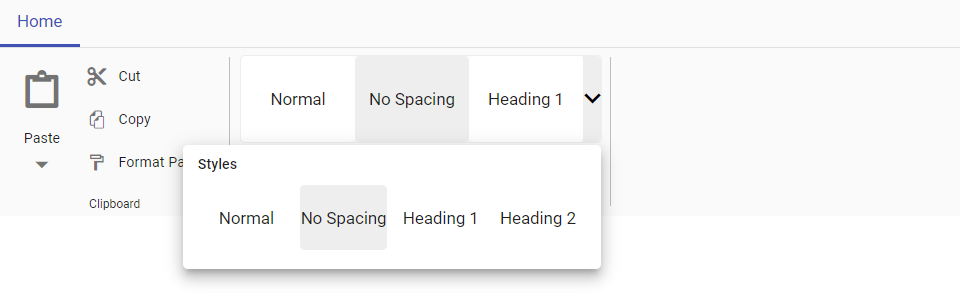 Home
Paste
Cut
Copy
Format Pa
Clipboard
Normal No Spacing Heading 1
Styles
Normal No Spacing Heading 1 Heading 2